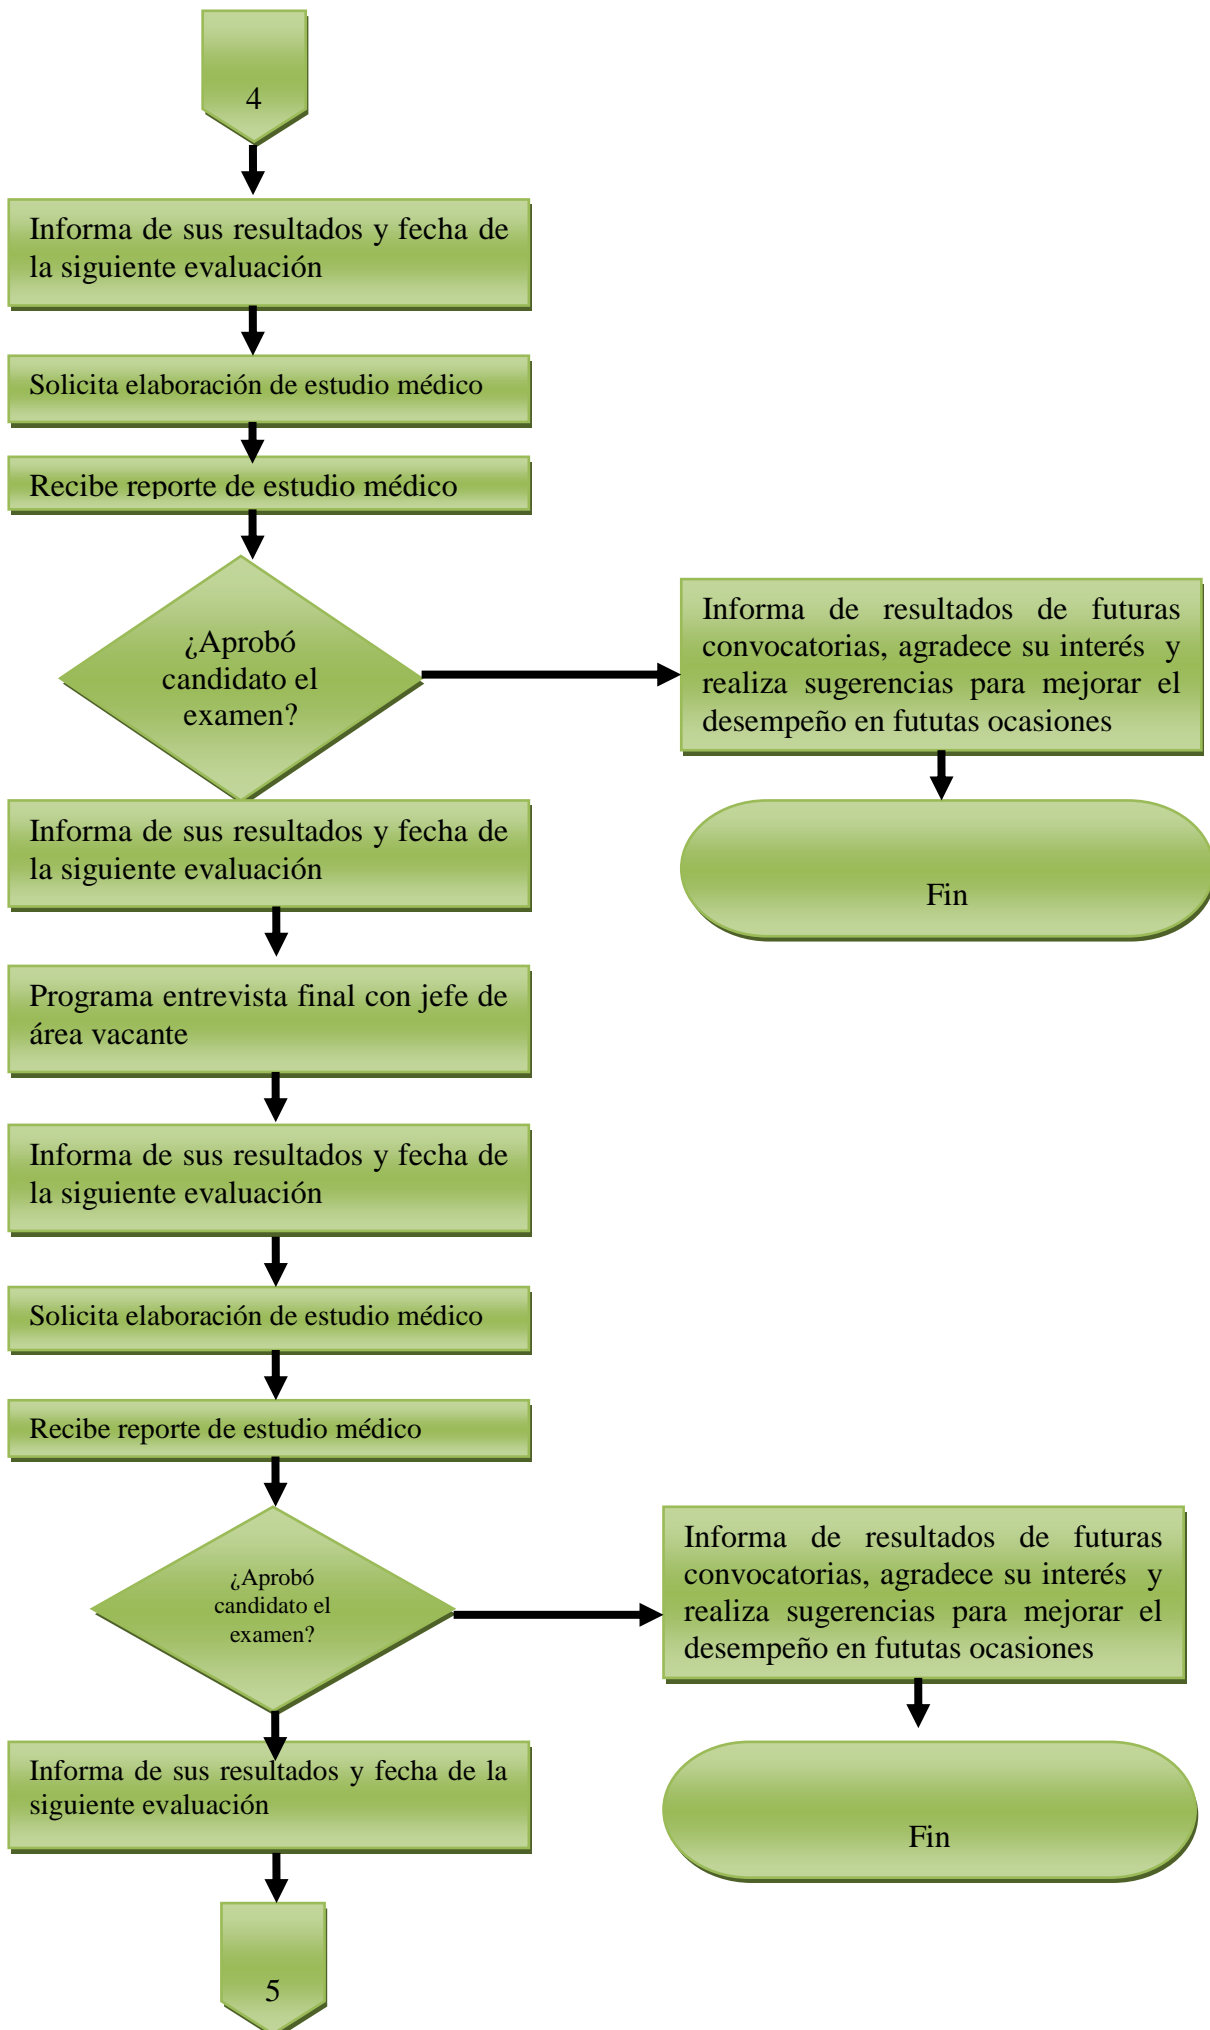 4
Informa de sus resultados y fecha de
la siguiente evaluación
Solicita elaboración de estudio médico
Recibe reporte de estudio médico
¿Aprobó
candidato el
examen?
Informa de resultados de futuras
convocatorias, agradece su interés y
realiza sugerencias para mejorar el
desempeño en fututas ocasiones
Informa de sus resultados y fecha de
la siguiente evaluación
Fin
Programa entrevista final con jefe de
área vacante
Informa de sus resultados y fecha de
la siguiente evaluación
Solicita elaboración de estudio médico
Recibe reporte de estudio médico
¿Aprobó
candidato el
examen?
Informa de resultados de futuras
convocatorias, agradece su interés y
realiza sugerencias para mejorar el
desempeño en fututas ocasiones
Informa de sus resultados y fecha de la
siguiente evaluación
Fin
5